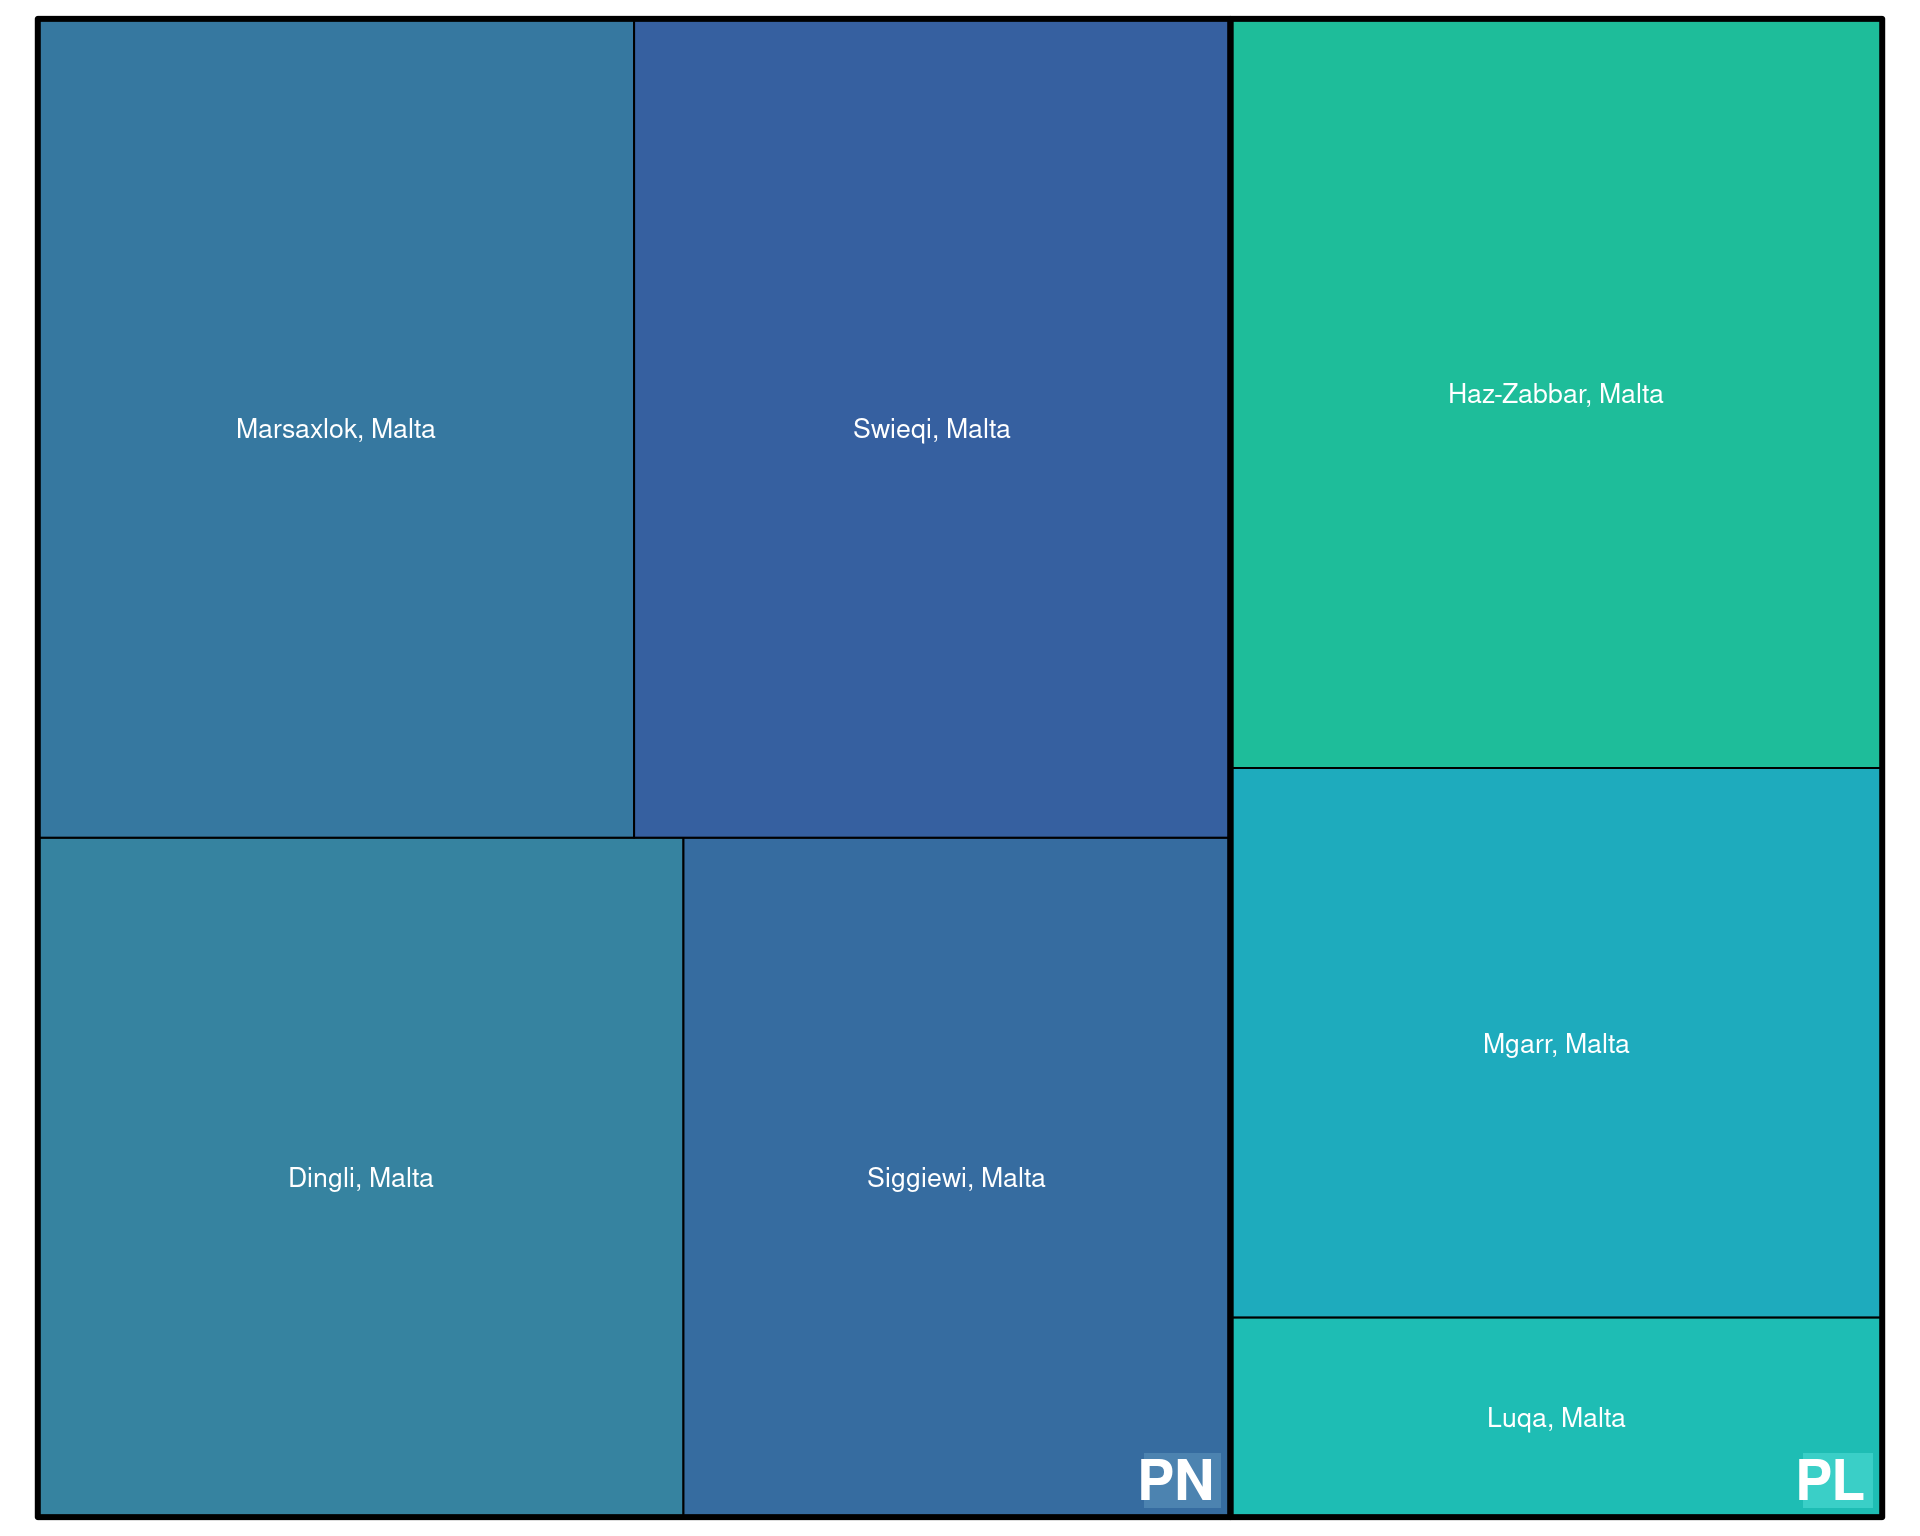 Marsaxlok, Malta
Swieqi, Malta
Haz-Zabbar, Malta
Mgarr, Malta
Dingli, Malta
Siggiewi, Malta
Luqa, Malta
PN
PL